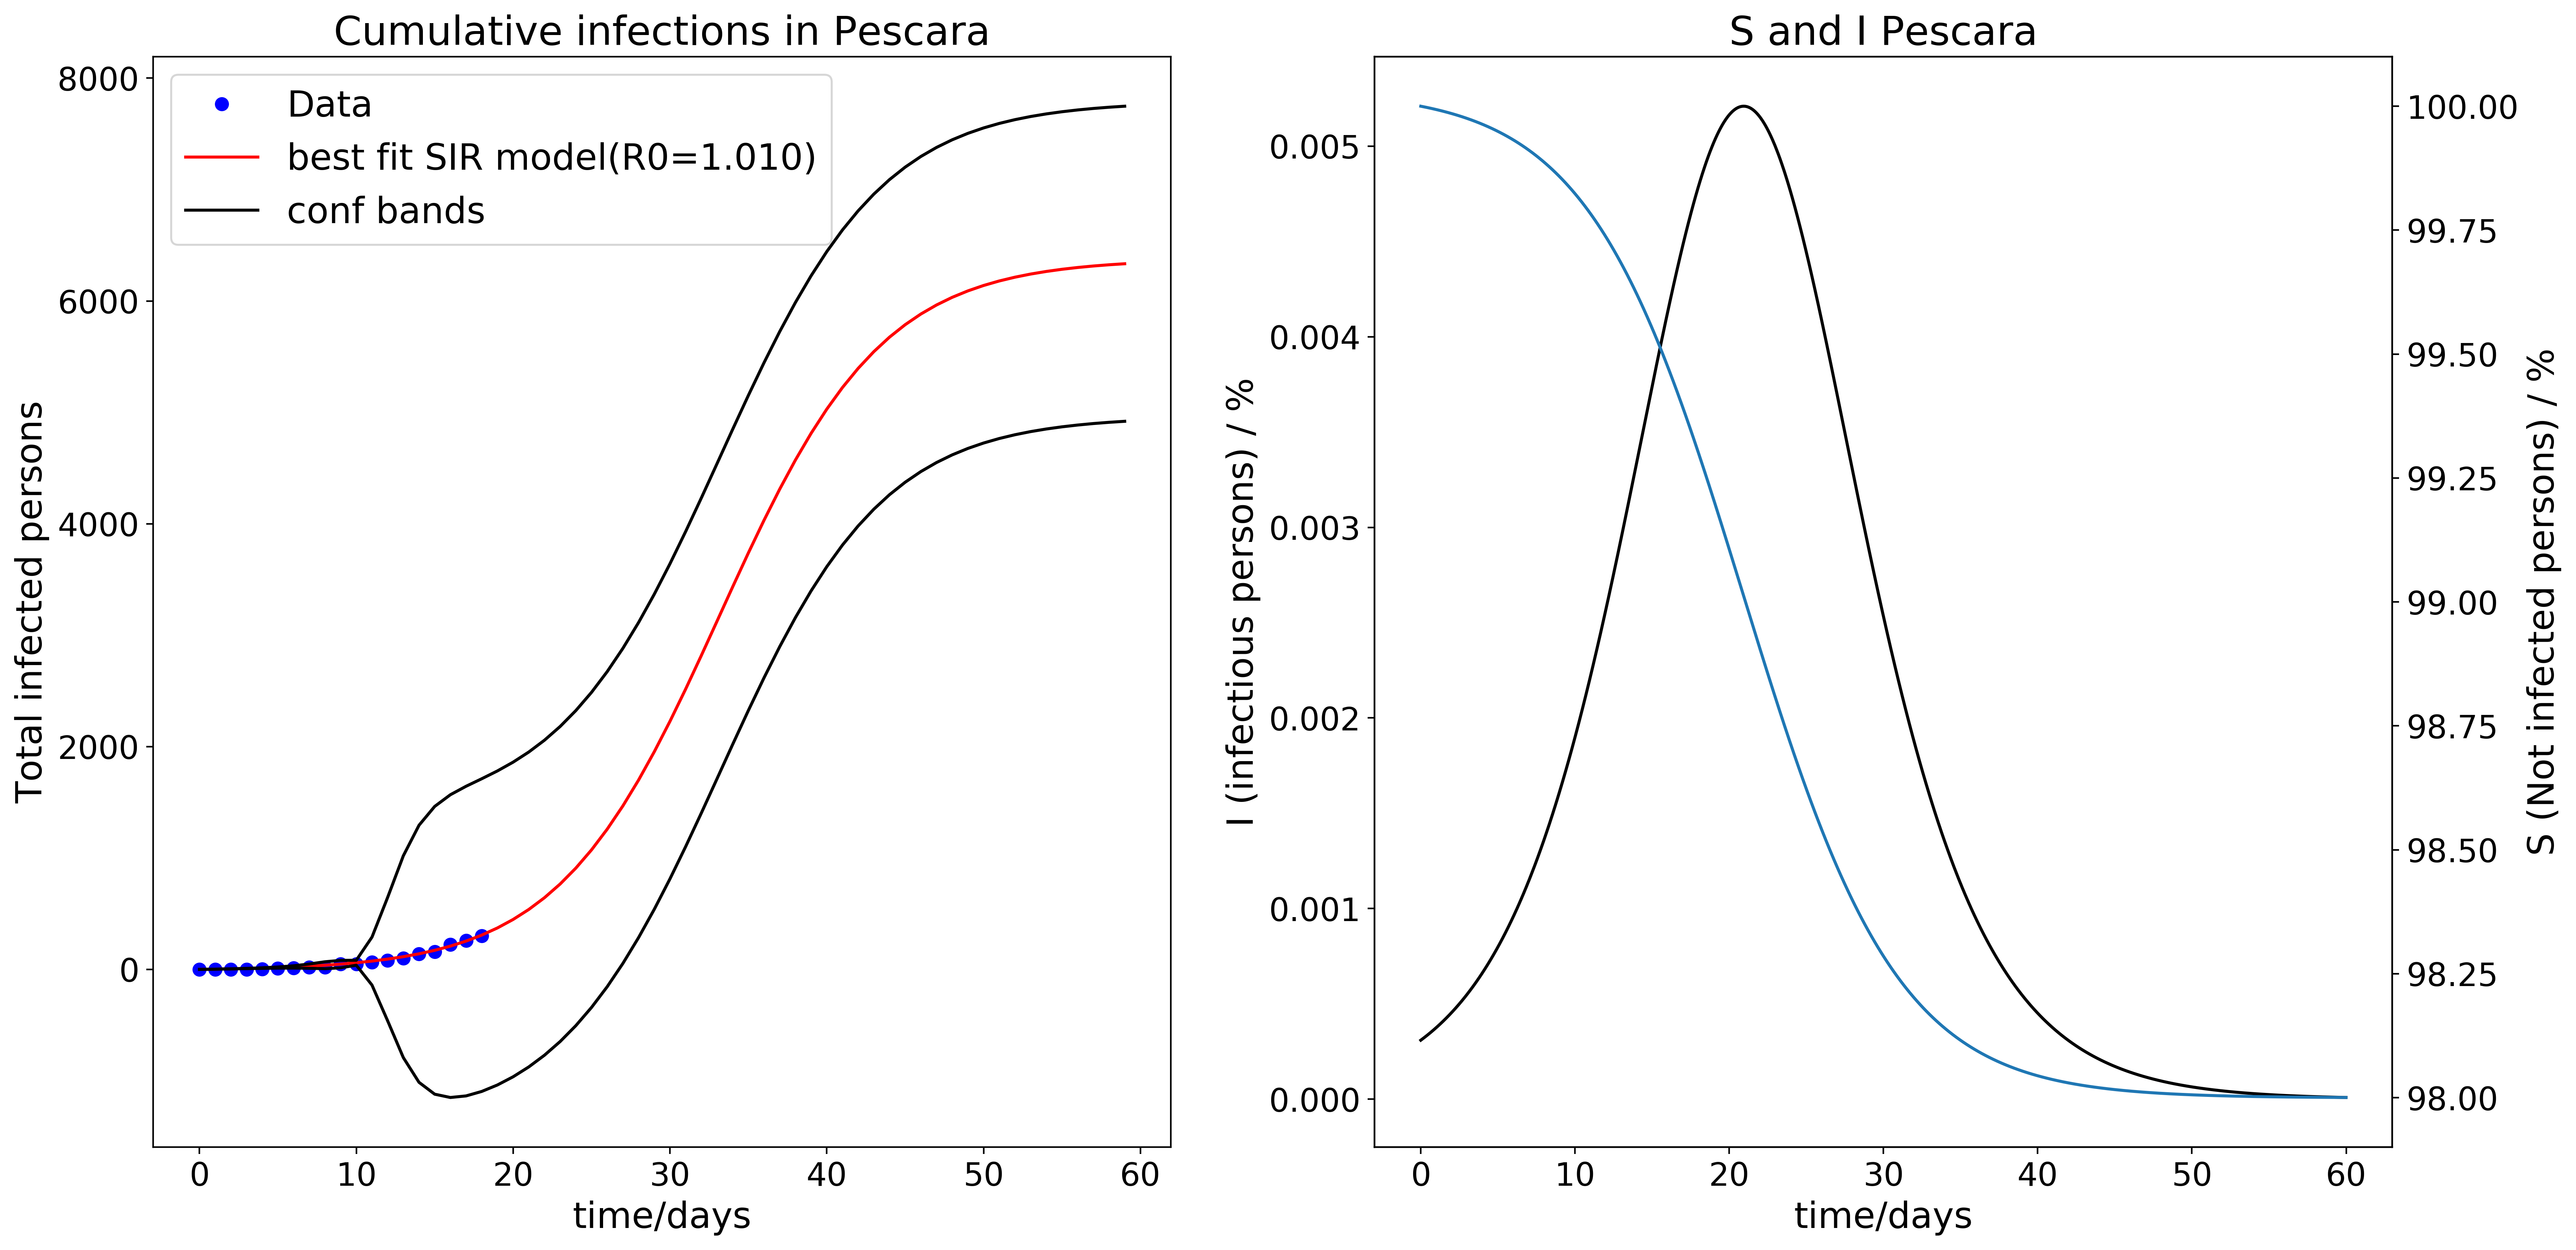 Cumulative infections in Pescara
8000
6000
4000
2000
0
Total infected persons
Data
best fit SIR model(R0=1.010)
conf bands
0 10 20 30 40 50 60
time/days
S and I Pescara
0.005
0.004
0.003
0.002
0.001
0.000
I (infectious persons) / %
100.00
99.75
99.50
99.25
99.00
98.75
98.50
98.25
98.00
S (Not infected persons) / %
0 10 20 30 40 50 60
time/days